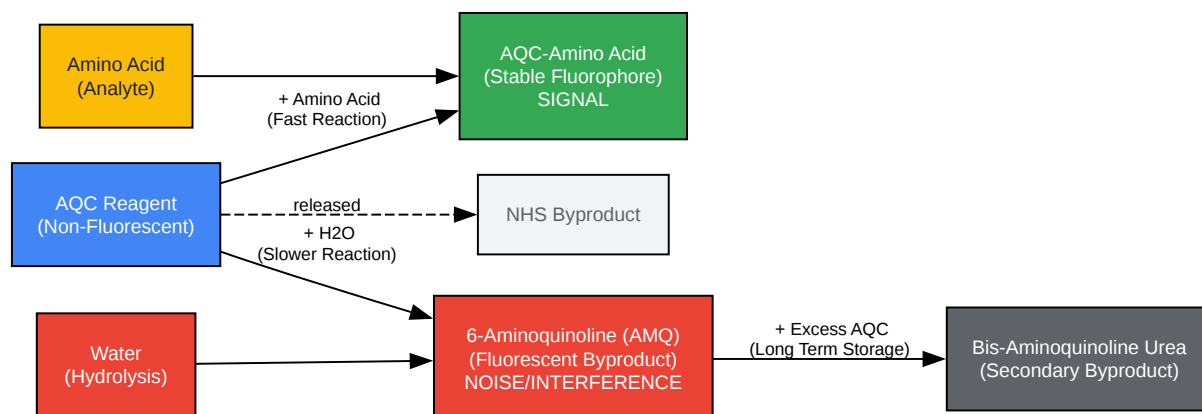 Amino Acid
(Analyte)
AQC-Amino Acid
(Stable Fluorophore)
SIGNAL
+ Amino Acid
(Fast Reaction)
AQC Reagent
(Non-Fluorescent)
released
NHS Byproduct
+ H2O
(Slower Reaction)
Water
(Hydrolysis)
6-Aminoquinoline (AMQ)
(Fluorescent Byproduct)
NOISE/INTERFERENCE
+ Excess AQC
(Long Term Storage)
Bis-Aminoquinoline Urea
(Secondary Byproduct)